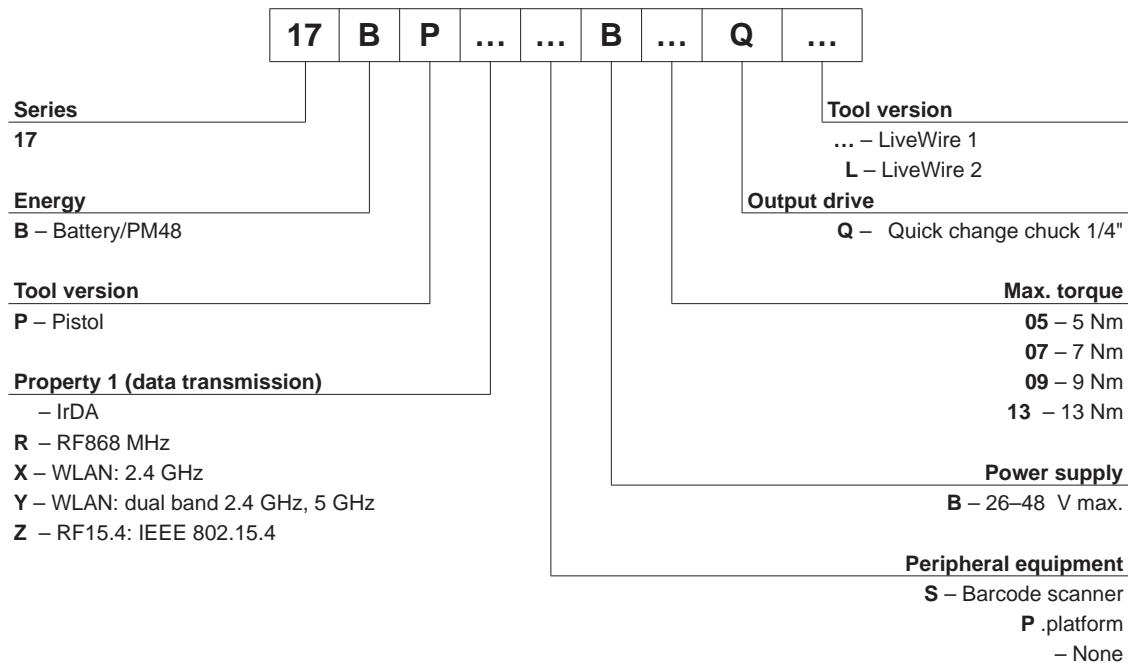 17 B P ... ... B ... Q ...
Series
17
Energy
B – Battery/PM48
Tool version
P – Pistol
Property 1 (data transmission)
– IrDA
R – RF868 MHz
X – WLAN: 2.4 GHz
Y – WLAN: dual band 2.4 GHz, 5 GHz
Z – RF15.4: IEEE 802.15.4
Tool version
... – LiveWire 1
L – LiveWire 2
Output drive
Q – Quick change chuck 1/4"
Max. torque
05 – 5 Nm
07 – 7 Nm
09 – 9 Nm
13 – 13 Nm
Power supply
B – 26–48 V max.
Peripheral equipment
S – Barcode scanner
P .platform
– None